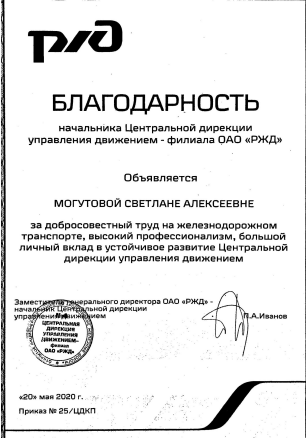 РЖД
БЛАГОДАРНОСТЬ
начальника Центральной дирекции
управления движением - филиала ОАО «РЖД»
Объявляется
МОГУТОВОЙ СВЕТЛАНЕ АЛЕКСЕЕВНЕ
за добросовестный труд на железнодорожном
транспорте, высокий профессионализм, большой
личный вклад в устойчивое развитие Центральной
дирекции управления движением
Заместитель генерального директора ОАО «РЖД» -
начальник Центральной дирекции
управления движением
П.А.Иванов
ЦЕНТРАЛЬНАЯ
ДИРЕКЦИЯ
УПРАВЛЕНИЯ
ДВИЖЕНИЕМ-
филиал
ОАО «РЖД»
«20» мая 2020 г.
Приказ № 25/ЦДКП